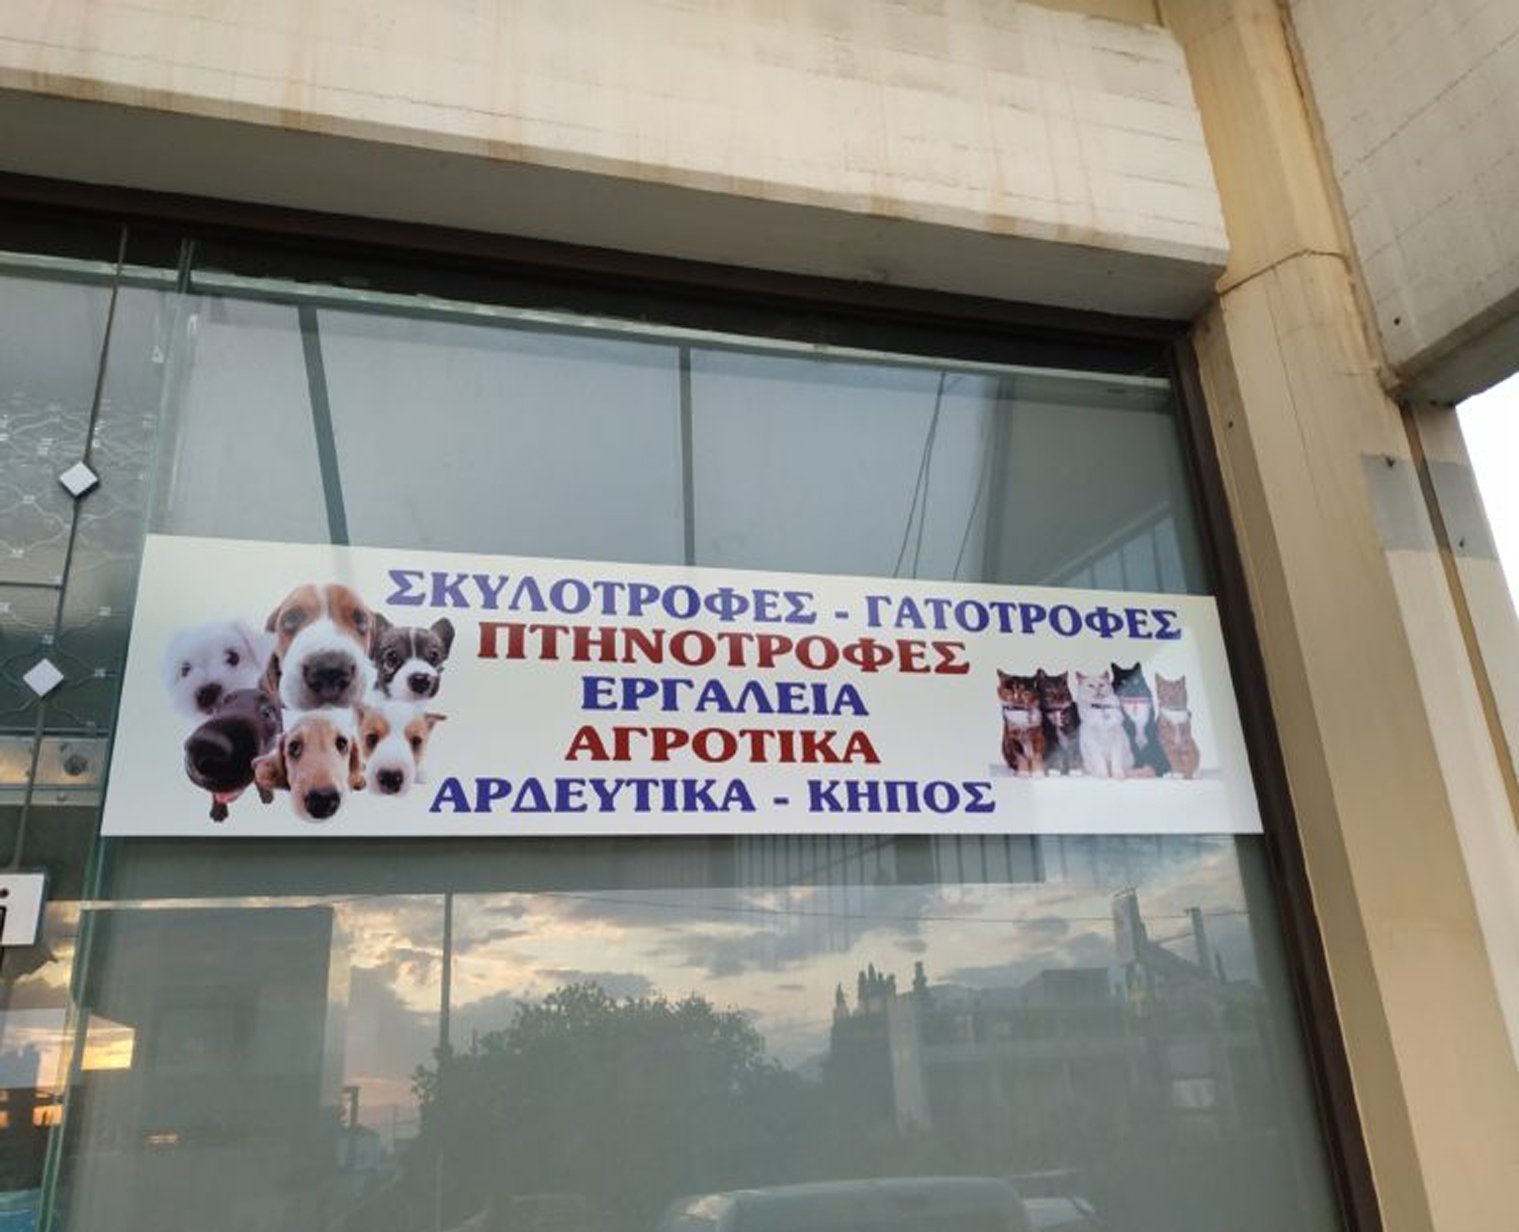 ΣΚΥΛΟΤΡΟΦΕΣ - ΓΑΤΟΤΡΟΦΕΣ
ΠΤΗΝΟΤΡΟΦΕΣ
ΕΡΓΑΛΕΙΑ
ΑΓΡΟΤΙΚΑ
ΑΡΔΕΥΤΙΚΑ - ΚΗΠΟΣ